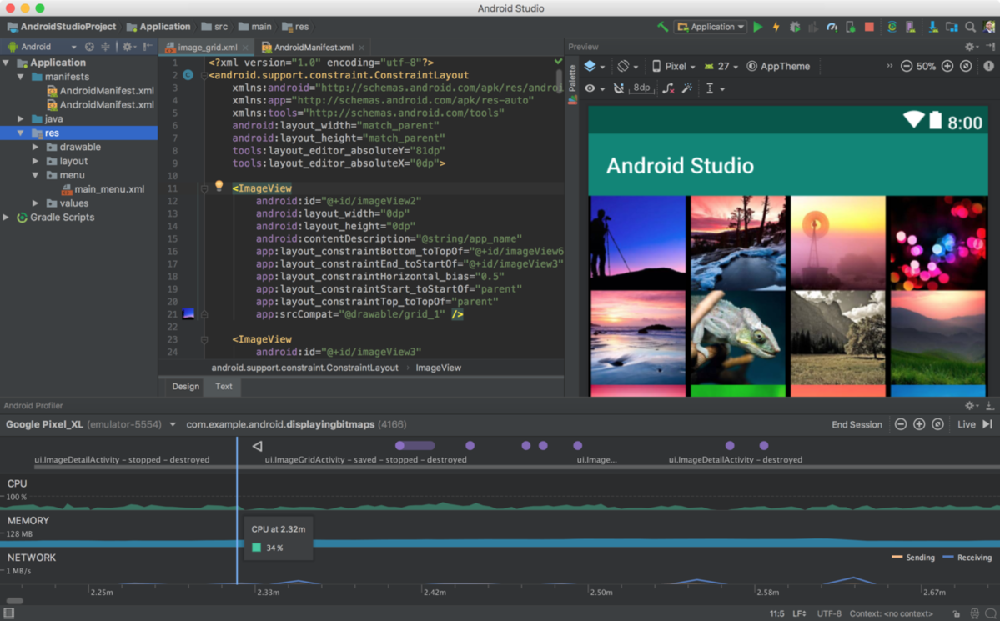 Android Studio
AndroidStudioProject Application src main res
Application
Android
image_grid.xml AndroidManifest.xml
Preview
Application
manifests
AndroidManifest.xml
AndroidManifest.xml
java
res
drawable
layout
menu
main_menu.xml
values
Gradle Scripts
1 <?xml version="1.0" encoding="utf-8"?>
2 <android.support.constraint.ConstraintLayout
3 xmlns:android="http://schemas.android.com/apk/res/androi
4 xmlns:app="http://schemas.android.com/apk/res-auto"
5 xmlns:tools="http://schemas.android.com/tools"
6 android:layout_width="match_parent"
7 android:layout_height="match_parent"
8 tools:layout_editor_absoluteY="81dp"
9 tools:layout_editor_absoluteX="0dp">
10
11 <ImageView
12 android:id="@+id/imageView2"
13 android:layout_width="0dp"
14 android:layout_height="0dp"
15 android:contentDescription="@string/app_name"
16 app:layout_constraintBottom_toTopOf="@+id/imageView6
17 app:layout_constraintEnd_toStartOf="@+id/imageView3"
18 app:layout_constraintHorizontal_bias="0.5"
19 app:layout_constraintStart_toStartOf="parent"
20 app:layout_constraintTop_toTopOf="parent"
21 app:srcCompat="@drawable/grid_1" />
22
23 <ImageView
24 android:id="@+id/imageView3"
android.support.constraint.ConstraintLayout › ImageView
Design Text
Palette
Pixel 27 AppTheme 50%
8dp
8:00
Android Studio
Android Profiler
Google Pixel_XL (emulator-5554) com.example.android.displayingbitmaps (4166)
End Session Live
ui.ImageDetailActivity – stopped – destroyed
ui.ImageGridActivity – saved – stopped – destroyed
ui.Image...
ui.ImageDetailActivity – destroyed
CPU
100 %
MEMORY
128 MB
CPU at 2.32m
34 %
NETWORK
1 MB/s
Sending Receiving
2.25m 2.33m 2.42m 2.50m 2.58m 2.67m
11:5 LF÷ UTF-8 Context: <no context>